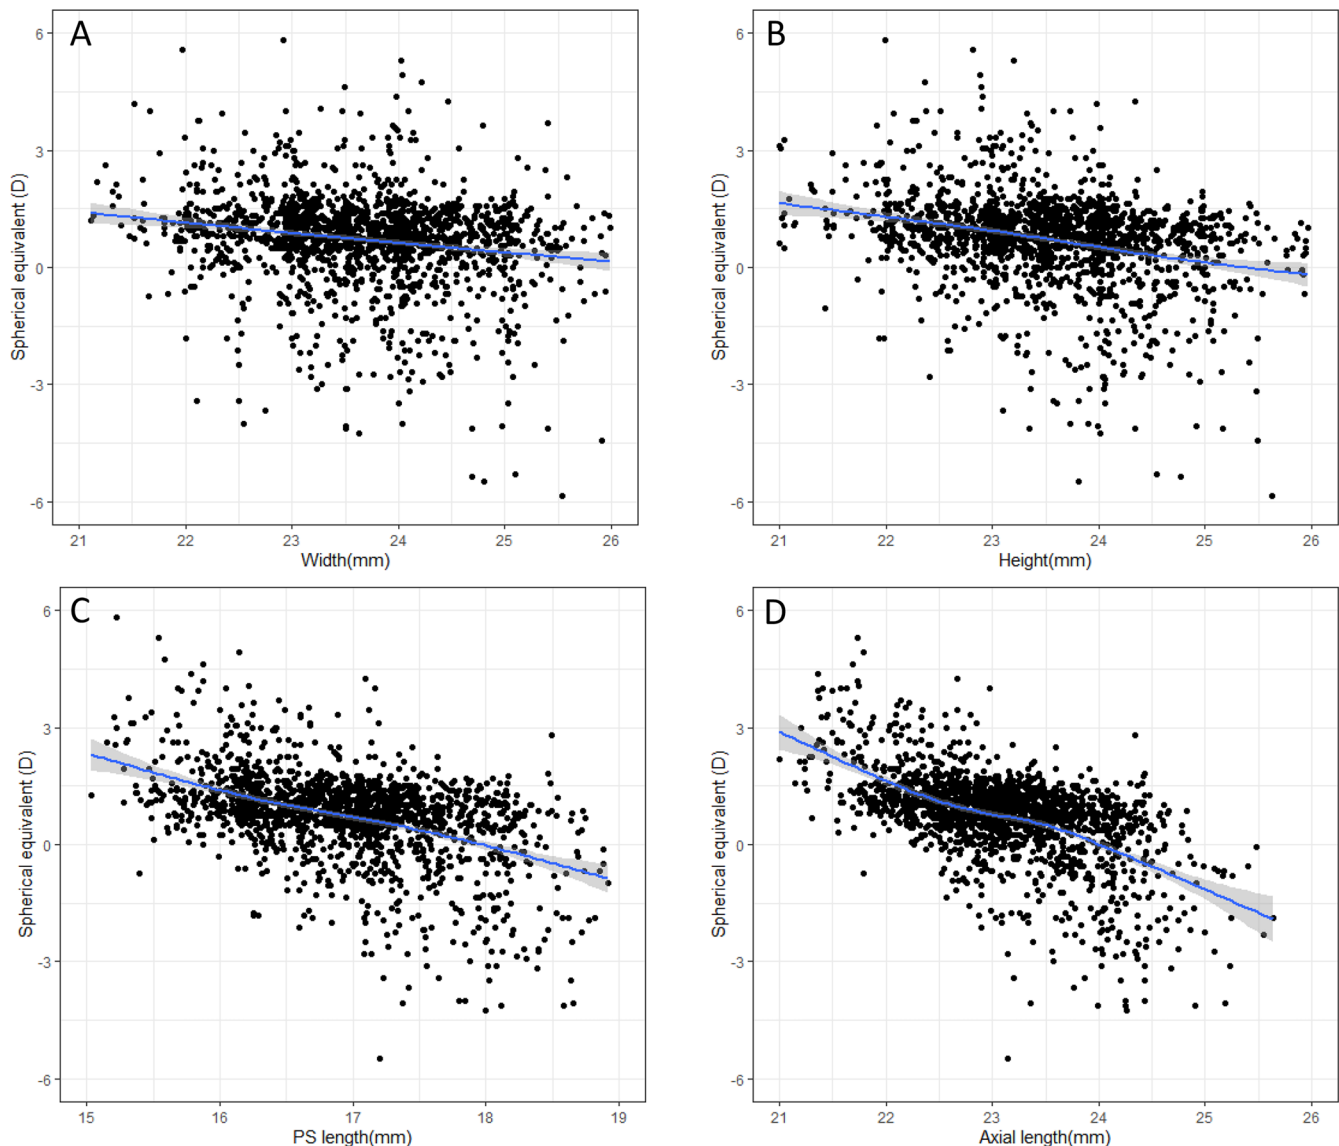 A
6
3
0
-3
-6
Spherical equivalent (D)
21 22 23 24 25 26
Width(mm)
B
6
3
0
-3
-6
Spherical equivalent (D)
21 22 23 24 25 26
Height(mm)
C
6
3
0
-3
-6
Spherical equivalent (D)
15 16 17 18 19
PS length(mm)
D
6
3
0
-3
-6
Spherical equivalent (D)
21 22 23 24 25 26
Axial length(mm)